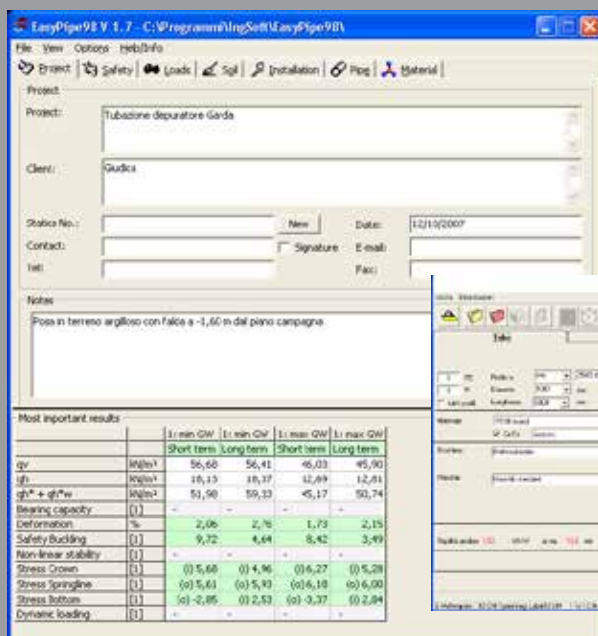 EasyPipe98 V 1.7 - C:\Programmi\IngSoft\EasyPipe98\
File View Options Help/Info
Project Safety Loads Soil Installation Pipe Material
Project
Project: Tubazione depuratore Garda
Client: Giudici
Statics No.: New Date: 12/10/2007
Contact: Signature E-mail:
Tel: Fax:
Notes
Posa in terreno argilloso con falda a -1,60 m dal piano campagna
Most important results
1: min GW 1: min GW 1: max GW 1: max GW
Short term Long term Short term Long term
qv kN/m² 56,68 56,41 46,03 45,90
qh kN/m² 18,13 18,37 12,69 12,81
qh* + qh*w kN/m² 51,98 59,33 45,17 50,74
Bearing capacity [1] - - - -
Deformation % 2,06 2,76 1,73 2,15
Safety Buckling [1] 9,72 4,64 8,42 3,49
Non-linear stability [1] - - - -
Stress Crown [1] (i) 5,68 (i) 4,96 (i) 6,27 (i) 5,28
Stress Springline [1] (o) 5,61 (o) 5,93 (o) 6,10 (o) 6,00
Stress Bottom [1] (o) -2,85 (i) 2,53 (o) -3,37 (i) 2,84
Dynamic loading [1] - - - -